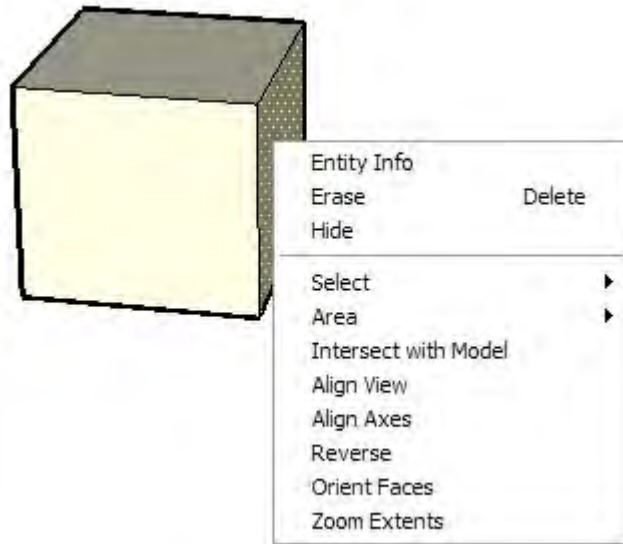 Entity Info
Erase Delete
Hide
Select
Area
Intersect with Model
Align View
Align Axes
Reverse
Orient Faces
Zoom Extents